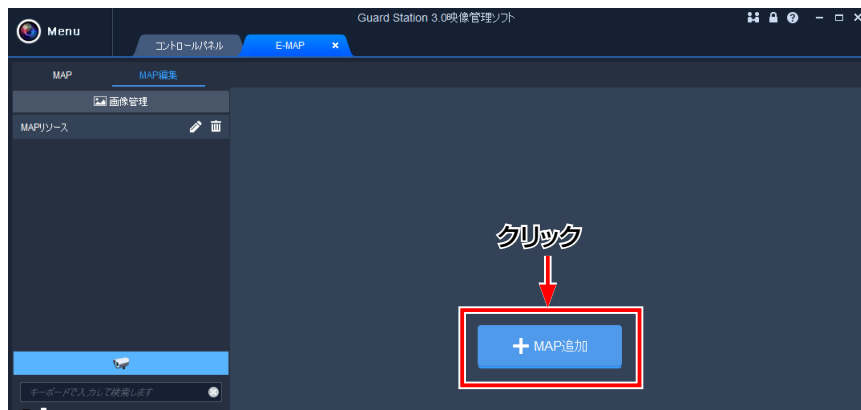 Guard Station 3.0映像管理ソフト
Menu
コントロールパネル
E-MAP
MAP
MAP編集
画像管理
MAPリソース
クリック
MAP追加
キーボードで入力して検索します